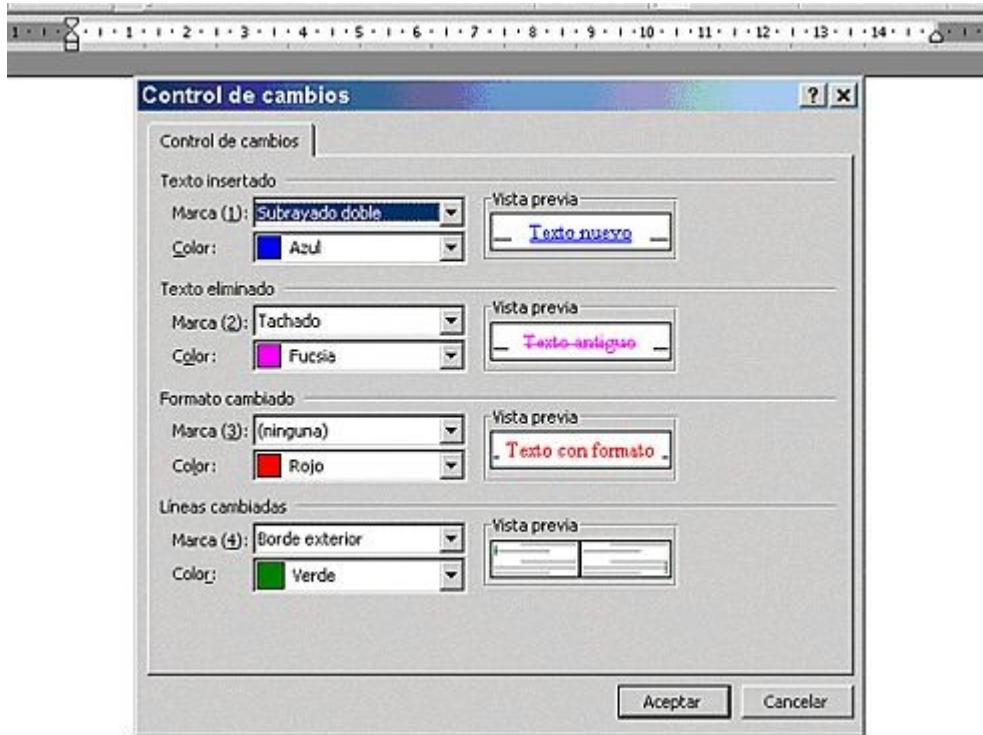 1 · 1 · 2 · 3 · 4 · 5 · 6 · 7 · 8 · 9 · 10 · 11 · 12 · 13 · 14
Control de cambios ? x
Control de cambios
Texto insertado
Marca (1): Subrayado doble
Color: Azul
Vista previa
Texto nuevo
Texto eliminado
Marca (2): Tachado
Color: Fucsia
Vista previa
Texto antiguo
Formato cambiado
Marca (3): (ninguna)
Color: Rojo
Vista previa
Texto con formato
Líneas cambiadas
Marca (4): Borde exterior
Color: Verde
Vista previa
Aceptar Cancelar